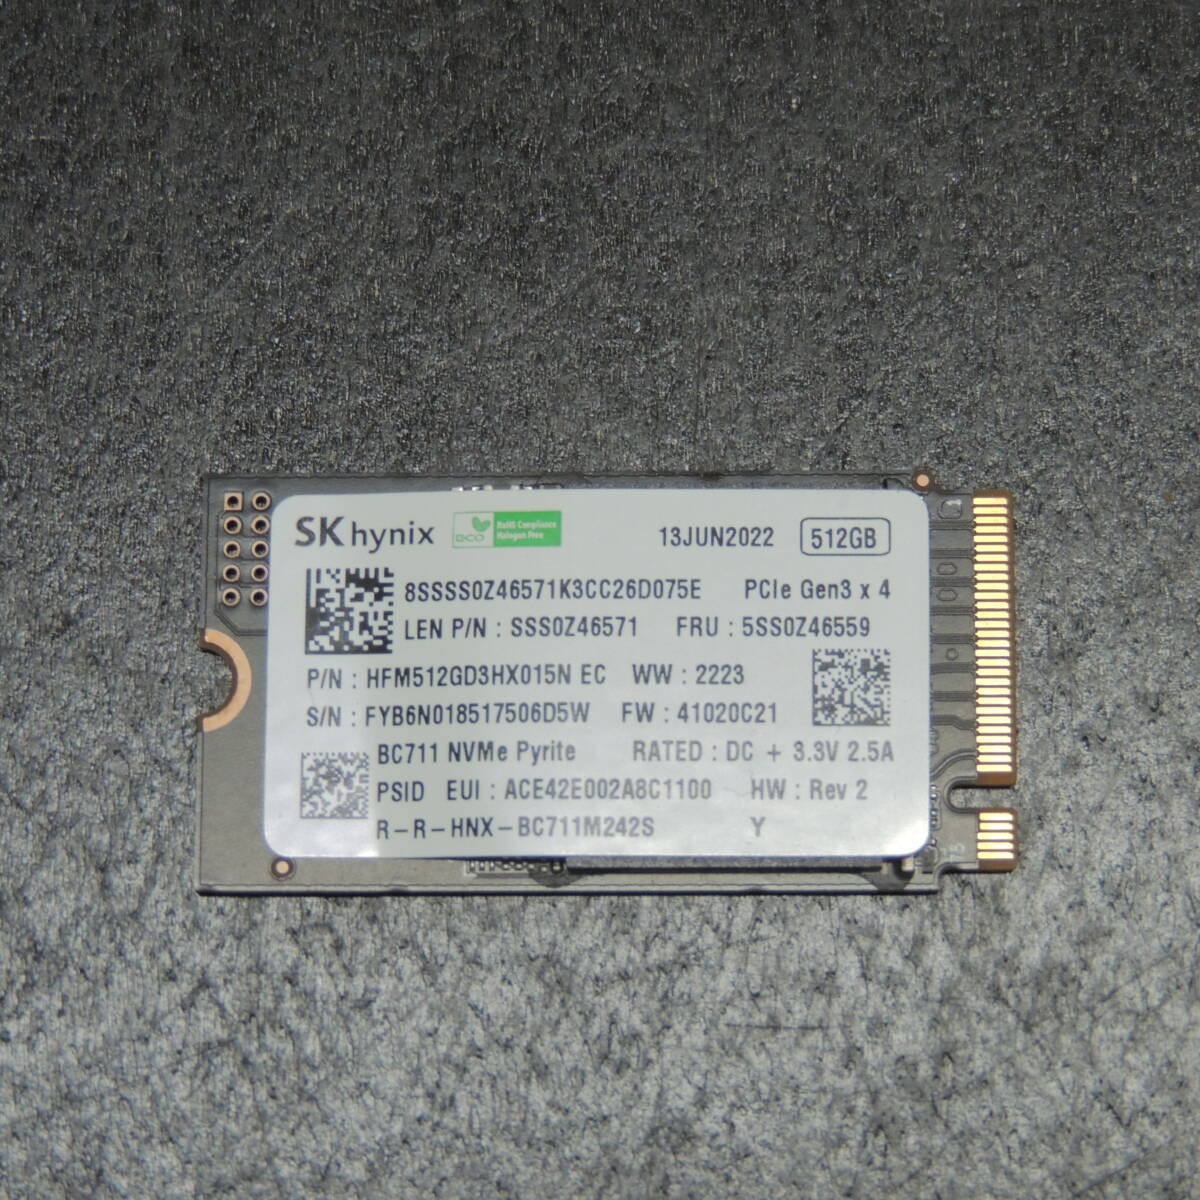 SK hynix ECO RoHS Compliance 13JUN2022 512GB
Halogen Free
8SSSS0Z46571K3CC26D075E PCIe Gen3 x 4
LEN P/N : SSS0Z46571 FRU : 5SS0Z46559
P/N : HFM512GD3HX015N EC WW : 2223
S/N : FYB6N018517506D5W FW : 41020C21
BC711 NVMe Pyrite RATED : DC + 3.3V 2.5A
PSID EUI : ACE42E002A8C1100 HW : Rev 2
R-R-HNX-BC711M242S Y